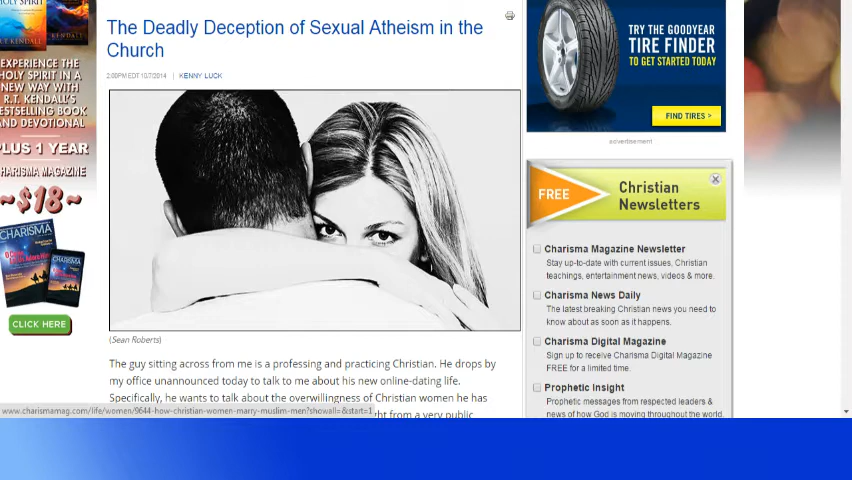 HOLY SPIRIT
KENDALL
EXPERIENCE THE
HOLY SPIRIT IN A
NEW WAY WITH
R.T. KENDALL'S
BESTSELLING BOOK
AND DEVOTIONAL
PLUS 1 YEAR
CHARISMA MAGAZINE
~$18~
CHARISMA
CLICK HERE
The Deadly Deception of Sexual Atheism in the
Church
2:00PM EDT 10/7/2014 | KENNY LUCK
(Sean Roberts)
The guy sitting across from me is a professing and practicing Christian. He drops by
my office unannounced today to talk to me about his new online-dating life.
Specifically, he wants to talk about the overwillingness of Christian women he has
ht from a very public
www.charismamag.com/life/women/9644-how-christian-women-marry-muslim-men?showall=&start=1
TRY THE GOODYEAR
TIRE FINDER
TO GET STARTED TODAY
FIND TIRES >
advertisement
FREE
Christian
Newsletters
Charisma Magazine Newsletter
Stay up-to-date with current issues, Christian
teachings, entertainment news, videos & more.
Charisma News Daily
The latest breaking Christian news you need to
know about as soon as it happens.
Charisma Digital Magazine
Sign up to receive Charisma Digital Magazine
FREE for a limited time.
Prophetic Insight
Prophetic messages from respected leaders &
news of how God is moving throughout the world.